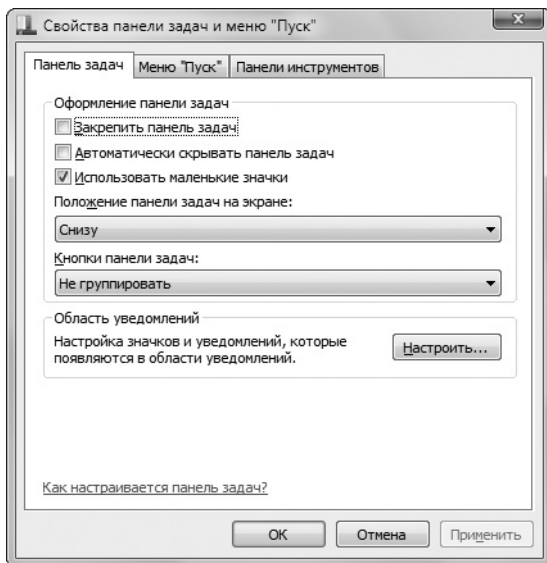 Свойства панели задач и меню "Пуск"
Панель задач Меню "Пуск" Панели инструментов
Оформление панели задач
Закрепить панель задач
Автоматически скрывать панель задач
Использовать маленькие значки
Положение панели задач на экране:
Снизу
Кнопки панели задач:
Не группировать
Область уведомлений
Настройка значков и уведомлений, которые
появляются в области уведомлений.
Настроить...
Как настраивается панель задач?
ОК Отмена Применить